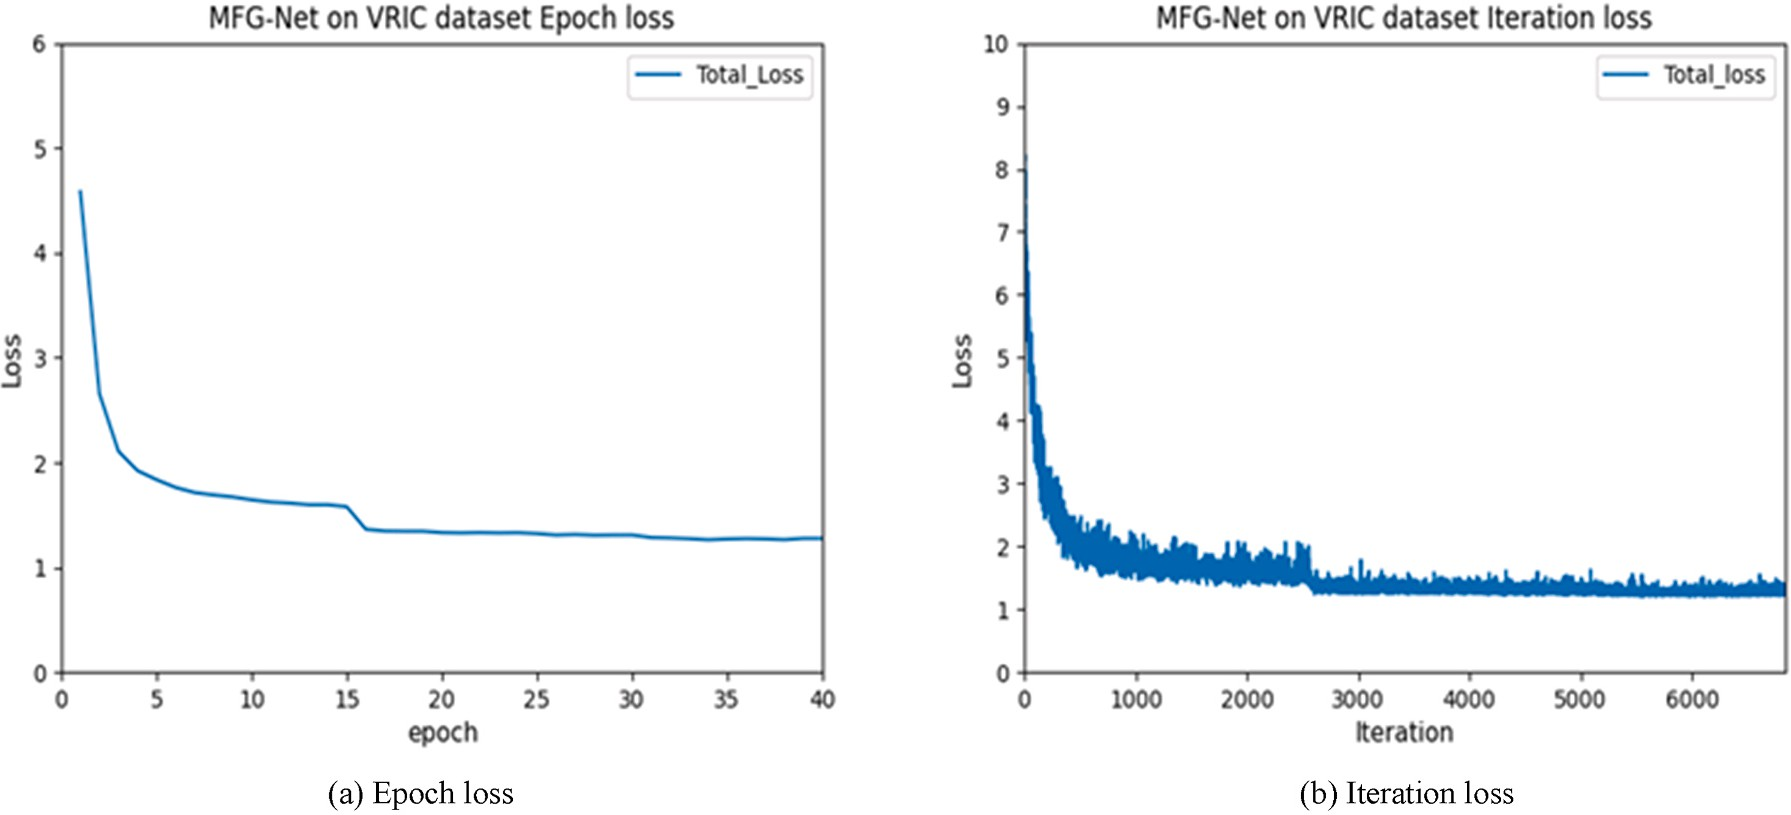 MFG-Net on VRIC dataset Epoch loss
Total_Loss
6
5
4
3
2
1
0
Loss
0 5 10 15 20 25 30 35 40
epoch
(a) Epoch loss
MFG-Net on VRIC dataset Iteration loss
Total_loss
10
9
8
7
6
5
4
3
2
1
0
Loss
0 1000 2000 3000 4000 5000 6000
Iteration
(b) Iteration loss